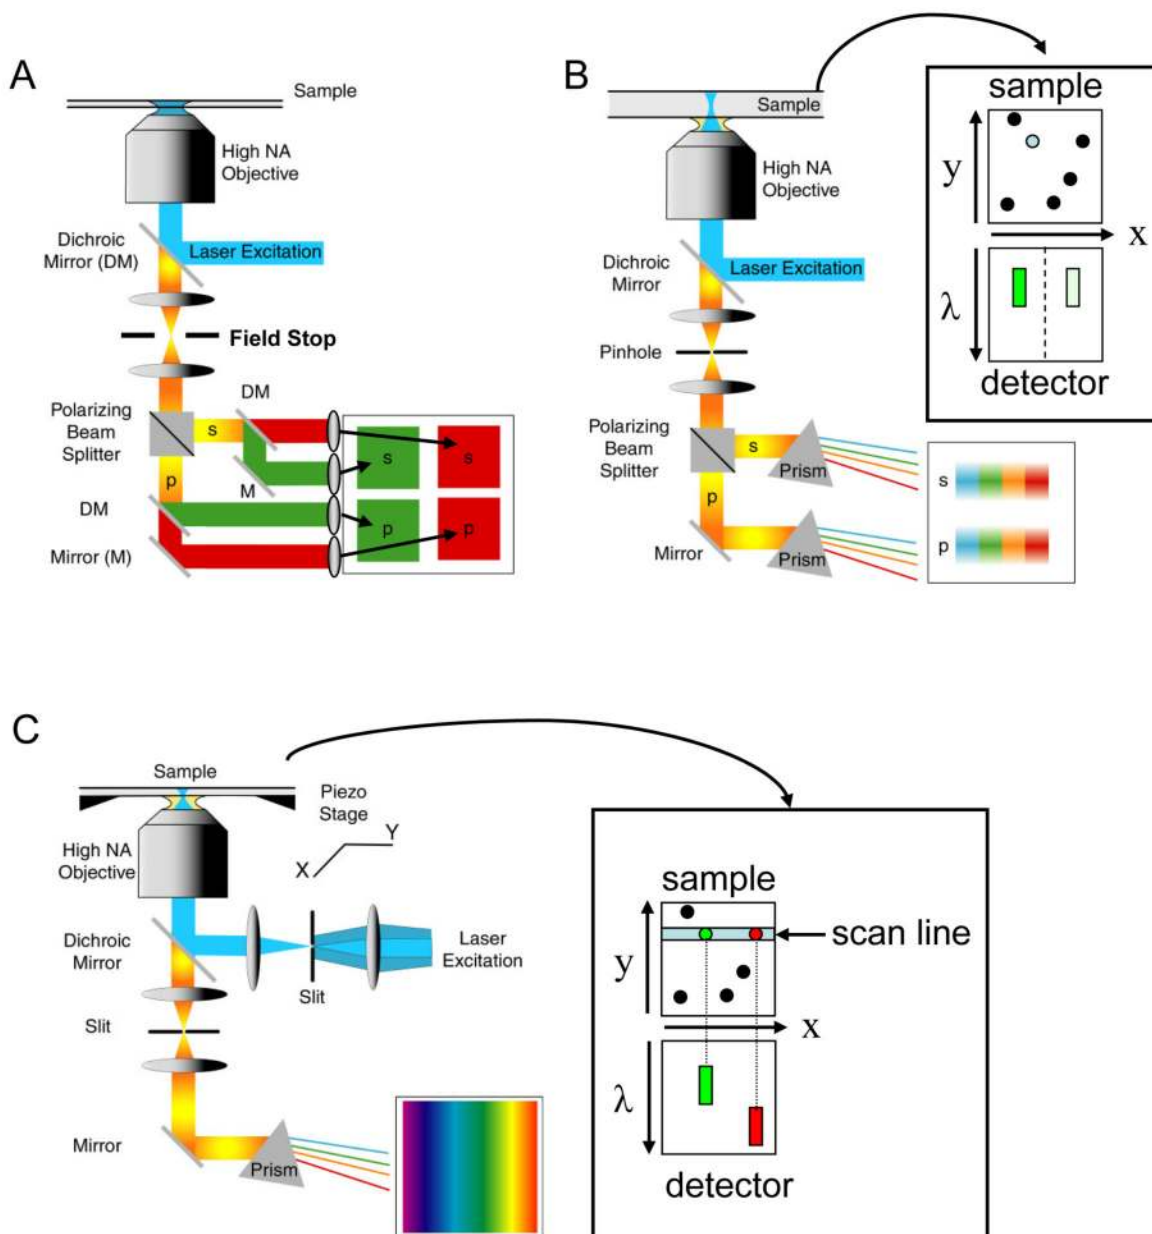 A
Sample
High NA
Objective
Dichroic
Mirror (DM)
Laser Excitation
Field Stop
DM
Polarizing
Beam
Splitter
s
s
s
M
p
DM
p
p
Mirror (M)
B
Sample
High NA
Objective
Dichroic
Mirror
Laser Excitation
Pinhole
Polarizing
Beam
Splitter
s
Prism
p
Mirror
Prism
s
p
sample
y
x
λ
detector
C
Sample
Piezo
Stage
Y
X
High NA
Objective
Dichroic
Mirror
Laser
Excitation
Slit
Slit
Mirror
Prism
sample
scan line
y
x
λ
detector